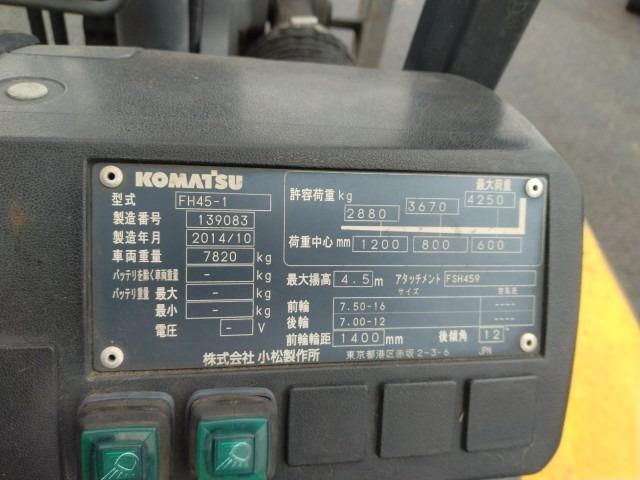 KOMATSU
型式 FH45-1
製造番号 139083
製造年月 2014/10
車両重量 7820 kg
バッテリを除く車両重量 - kg
バッテリ重量 最大 - kg
最小 - kg
電圧 - V
許容荷重 kg 最大荷重
2880 3670 4250
荷重中心 mm 1200 800 600
最大揚高 4.5 m アタッチメント FSH459
サイズ 空気圧
前輪 7.50-16 ----
後輪 7.00-12 ----
前輪輪距 1400 mm 後傾角 12°
株式会社 小松製作所 東京都港区赤坂2-3-6 JPN